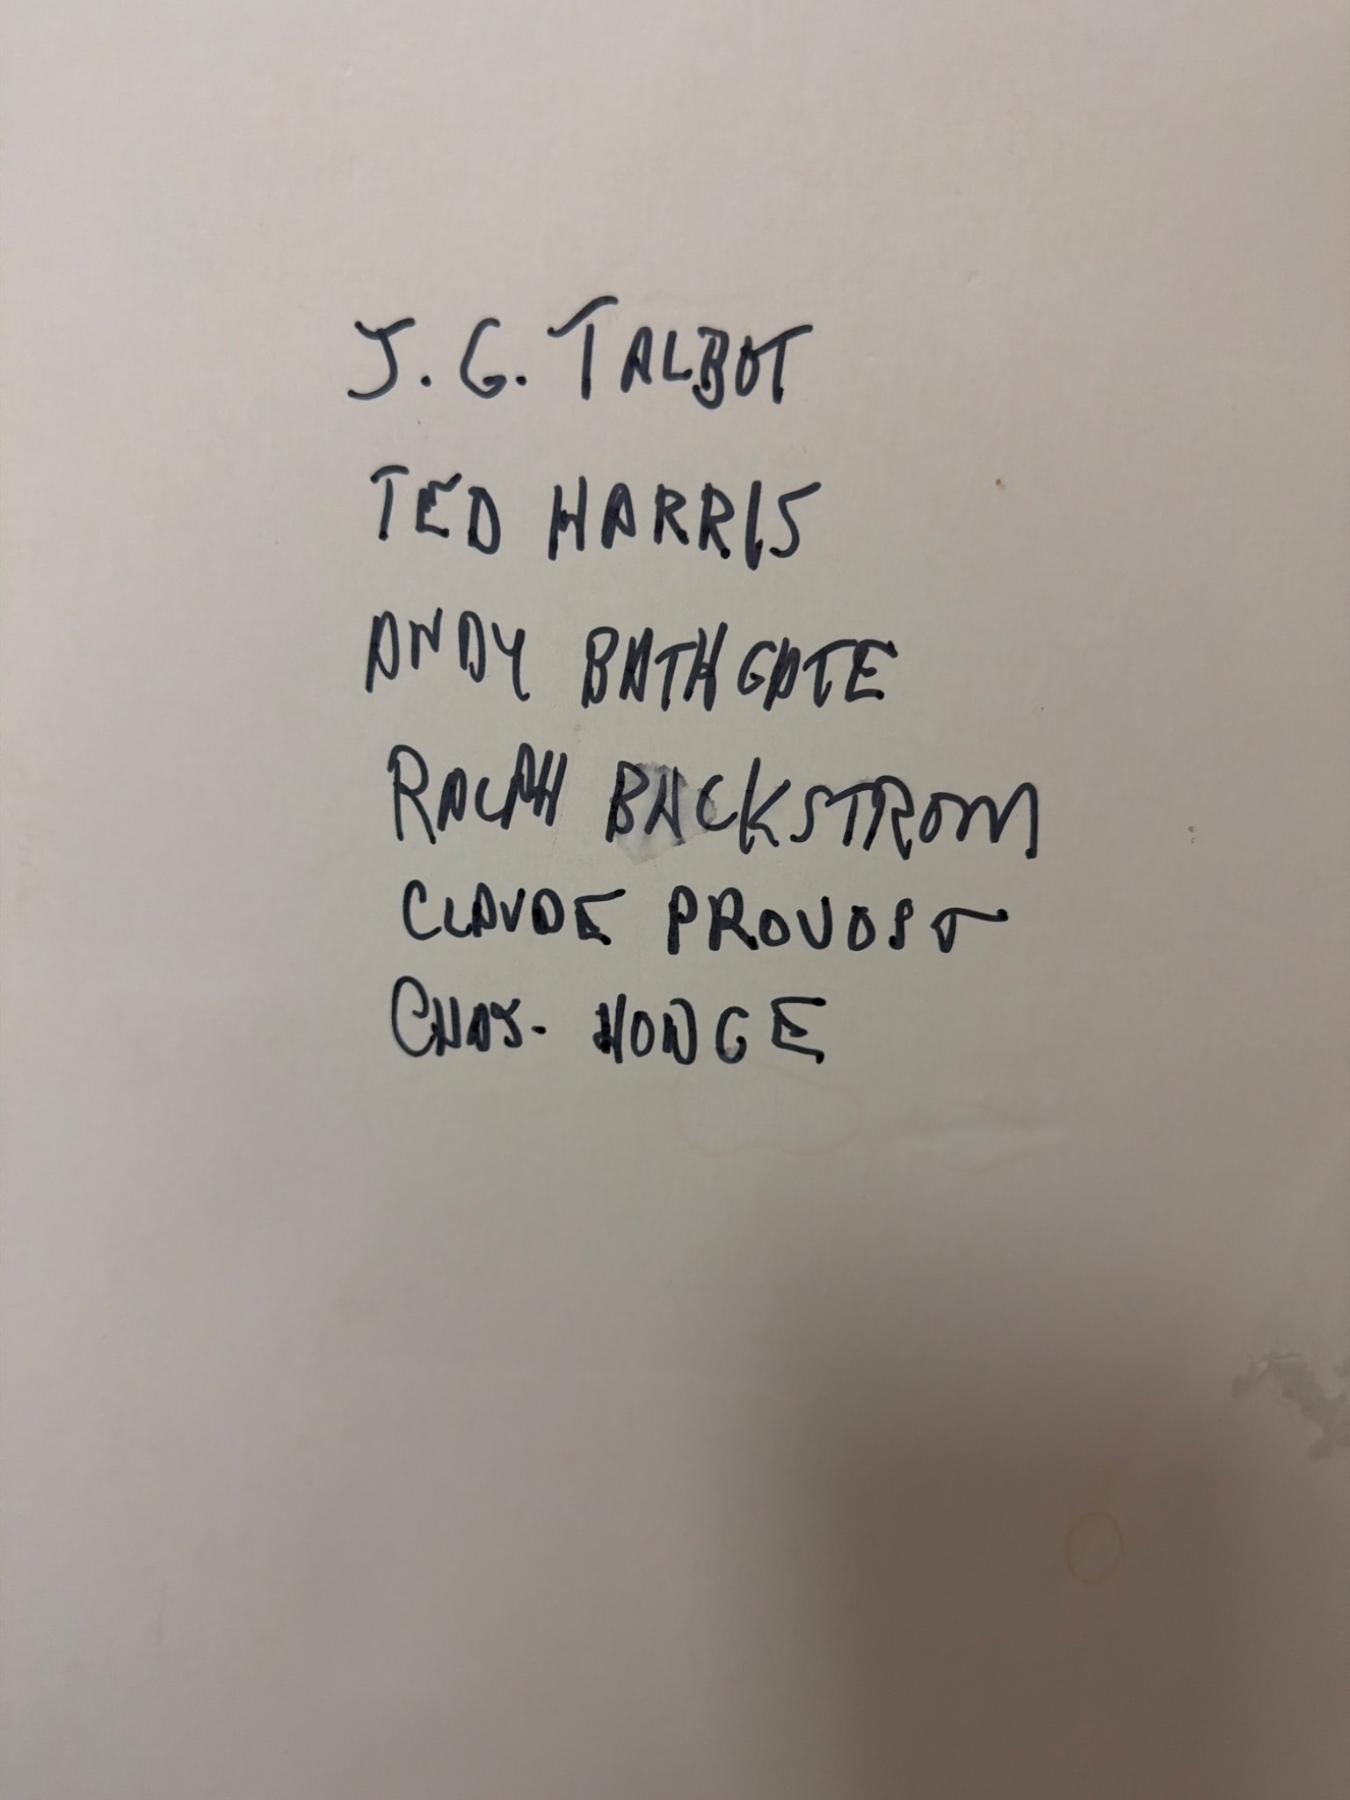 J. G. TALBOT
TED HARRIS
ANDY BATHGATE
RALPH BACKSTROM
CLAUDE PROVOST
CHAS. HODGE